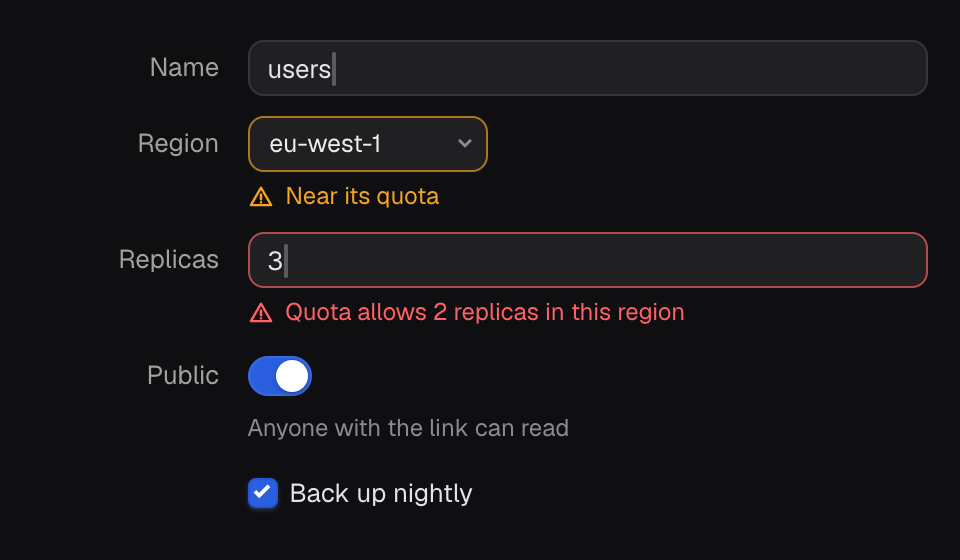 Name
users
Region
eu-west-1
Near its quota
Replicas
3
Quota allows 2 replicas in this region
Public
Anyone with the link can read
Back up nightly